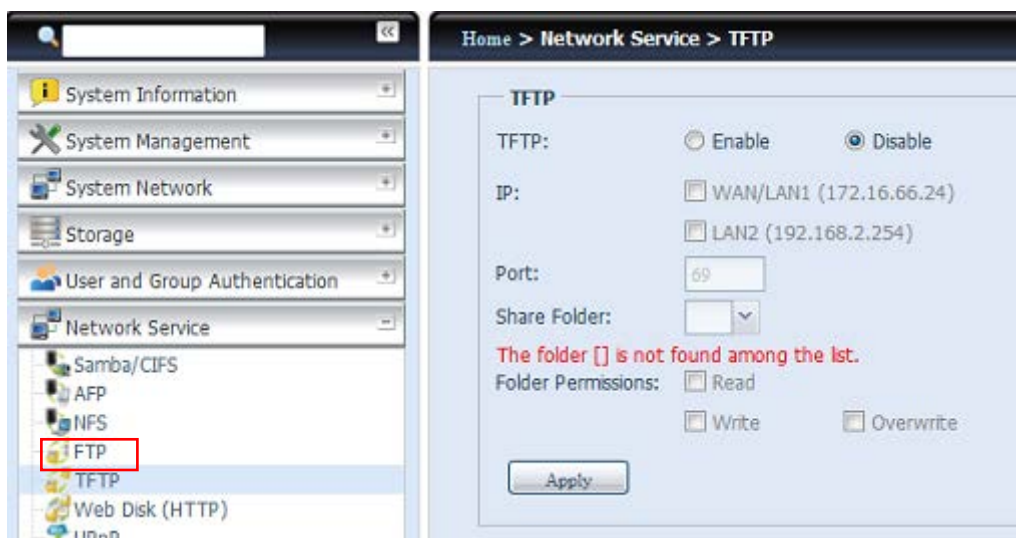 Home > Network Service > TFTP
System Information
System Management
System Network
Storage
User and Group Authentication
Network Service
Samba/CIFS
AFP
NFS
FTP
TFTP
Web Disk (HTTP)
UPnP
TFTP
TFTP: Enable Disable
IP: WAN/LAN1 (172.16.66.24)
LAN2 (192.168.2.254)
Port: 69
Share Folder:
The folder [] is not found among the list.
Folder Permissions: Read
Write Overwrite
Apply